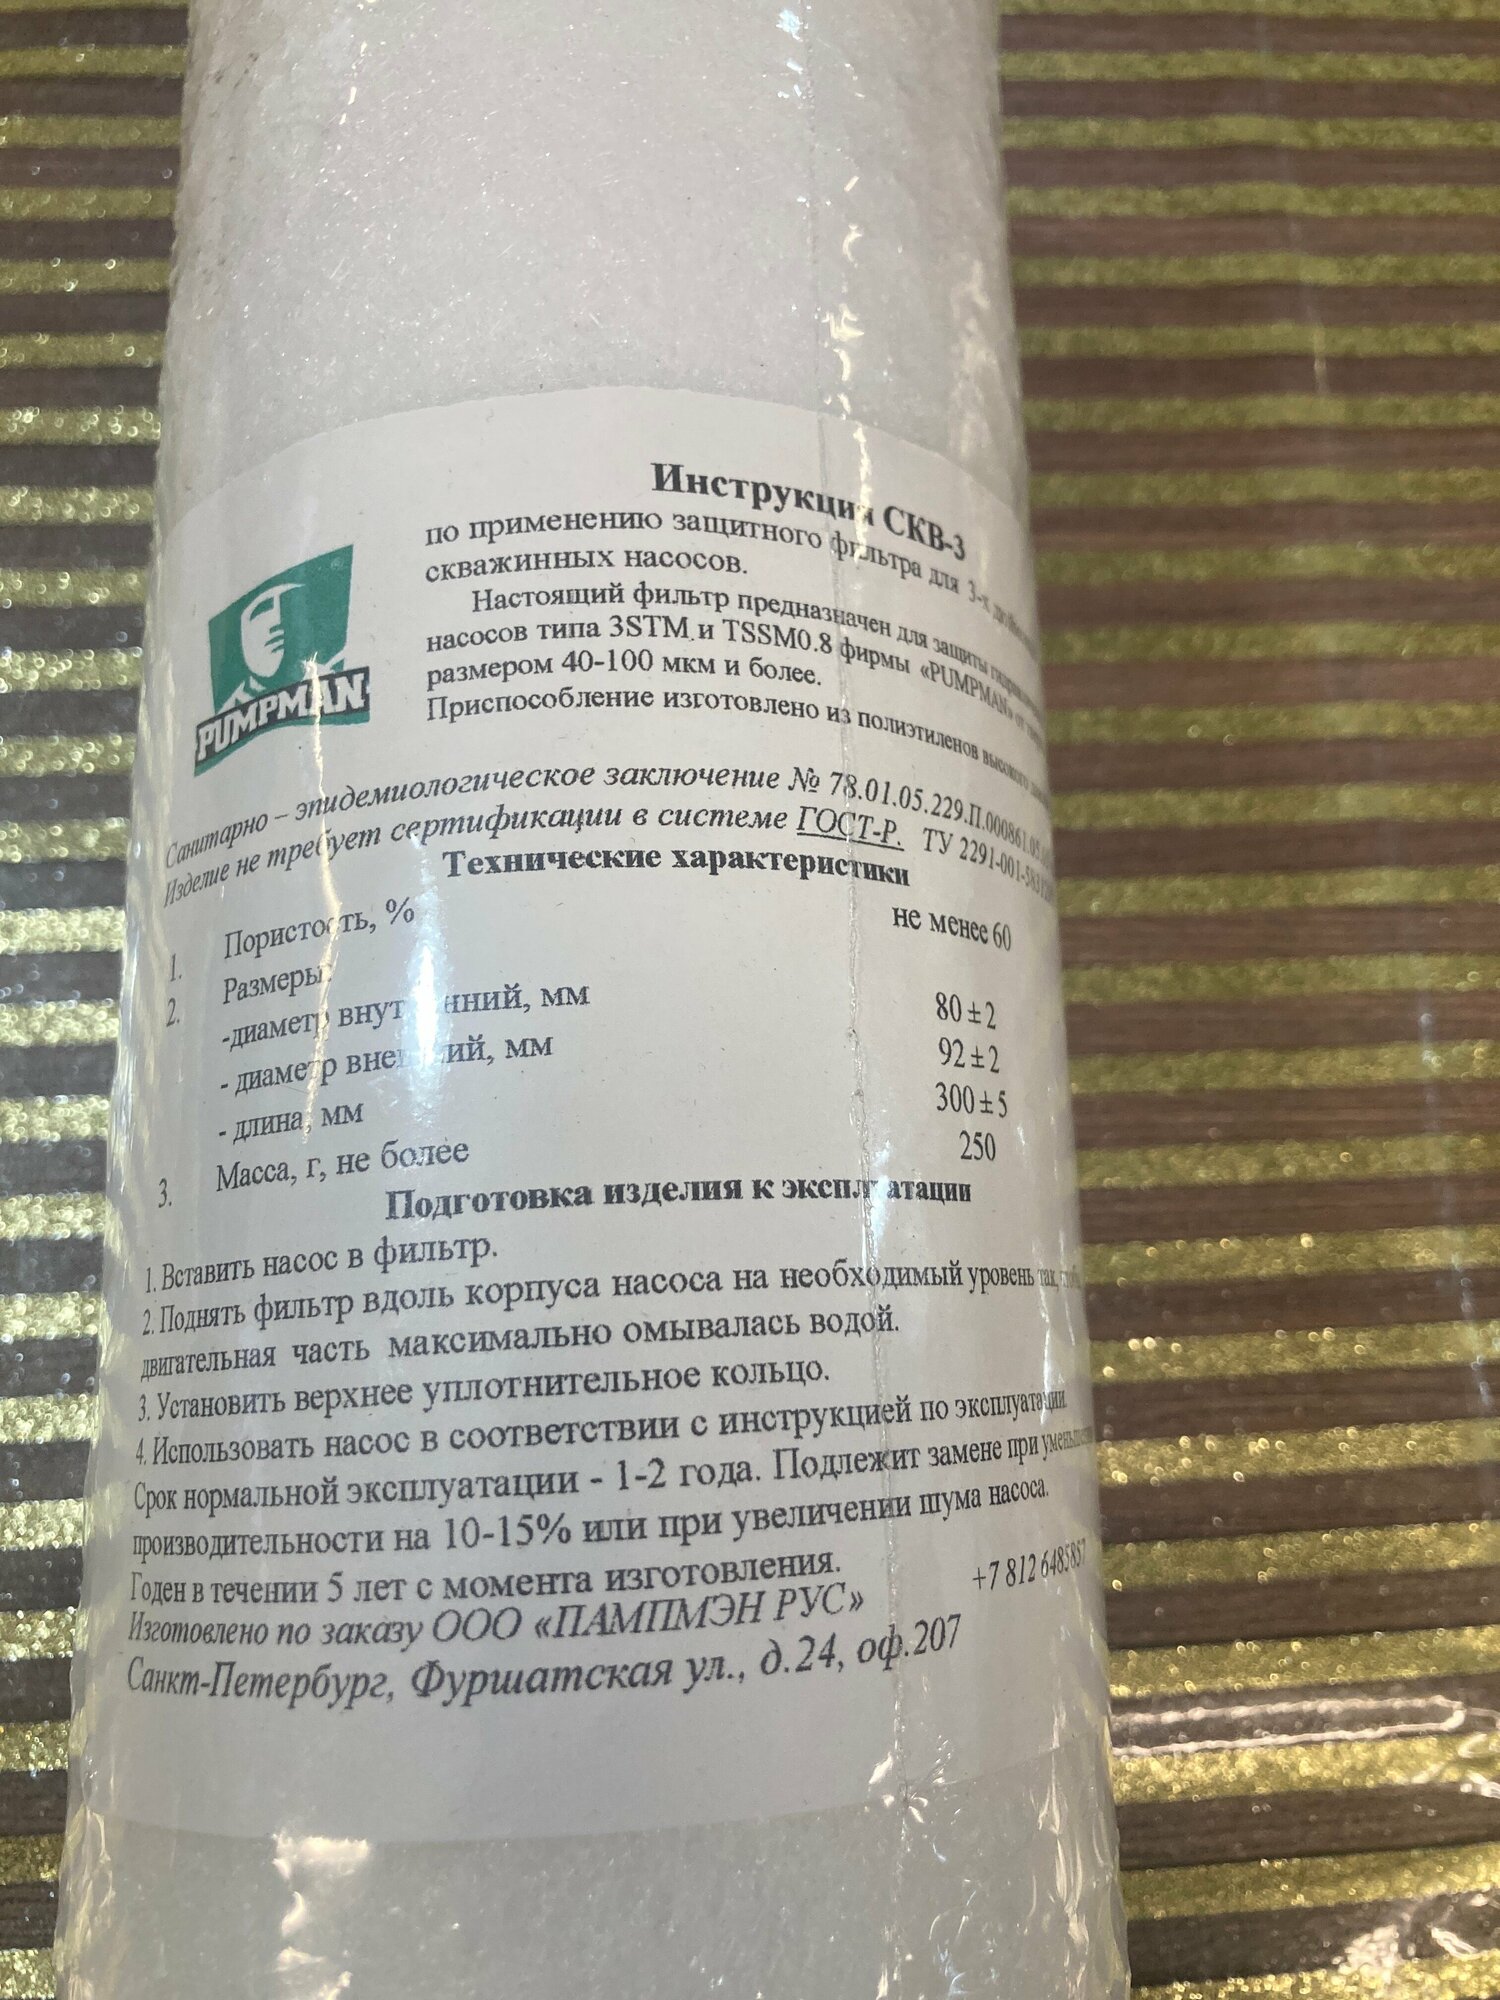 Инструкция СКВ-3
по применению защитного фильтра для 3-х
скважинных насосов.
Настоящий фильтр предназначен для защиты
насосов типа 3STM и TSSM0.8 фирмы «PUMPMAN» от
размером 40-100 мкм и более.
Приспособление изготовлено из полиэтиленов высокого
PUMPMAN
Санитарно – эпидемиологическое заключение № 78.01.05.229.П.000861.05.
Изделие не требует сертификации в системе ГОСТ-Р. ТУ 2291-001-
Технические характеристики
1. Пористость, % не менее 60
2. Размеры:
-диаметр внутренний, мм 80±2
- диаметр внешний, мм 92±2
- длина, мм 300±5
3. Масса, г, не более 250
Подготовка изделия к эксплуатации
1. Вставить насос в фильтр.
2. Поднять фильтр вдоль корпуса насоса на необходимый уровень так,
двигательная часть максимально омывалась водой.
3. Установить верхнее уплотнительное кольцо.
4. Использовать насос в соответствии с инструкцией по эксплуатации.
Срок нормальной эксплуатации - 1-2 года. Подлежит замене при
производительности на 10-15% или при увеличении шума насоса.
Годен в течении 5 лет с момента изготовления.
Изготовлено по заказу ООО «ПАМПМЭН РУС» +7 812 6485857
Санкт-Петербург, Фурштатская ул., д.24, оф.207